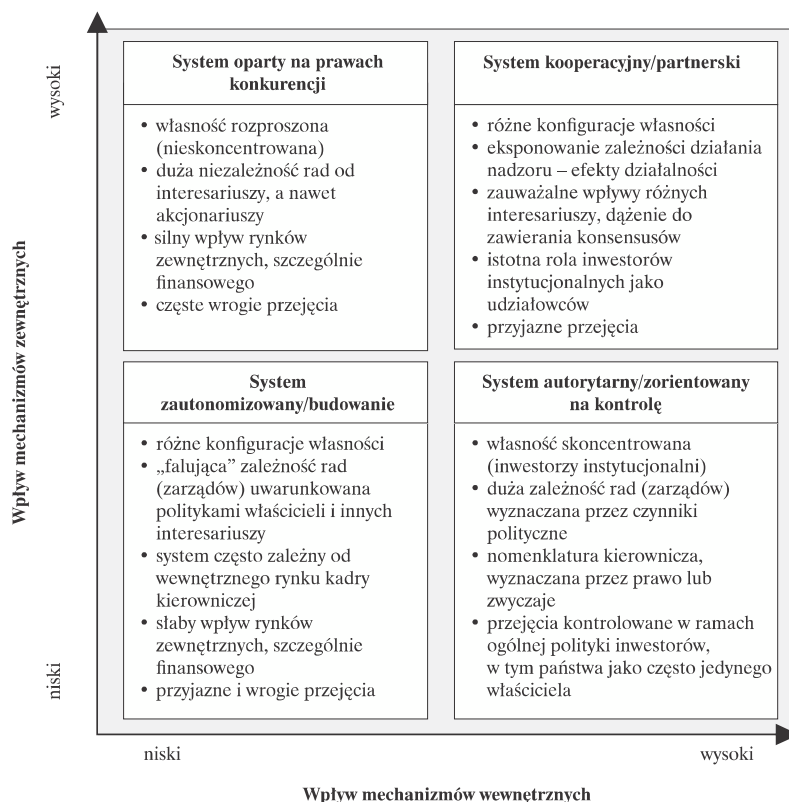 wysoki
Wpływ mechanizmów zewnętrznych
niski
System oparty na prawach
konkurencji
• własność rozproszona
(nieskoncentrowana)
• duża niezależność rad od
interesariuszy, a nawet
akcjonariuszy
• silny wpływ rynków
zewnętrznych, szczególnie
finansowego
• częste wrogie przejęcia
System kooperacyjny/partnerski
• różne konfiguracje własności
• eksponowanie zależności działania
nadzoru – efekty działalności
• zauważalne wpływy różnych
interesariuszy, dążenie do
zawierania konsensusów
• istotna rola inwestorów
instytucjonalnych jako
udziałowców
• przyjazne przejęcia
System
zautonomizowany/budowanie
• różne konfiguracje własności
• „falująca” zależność rad
(zarządów) uwarunkowana
politykami właścicieli i innych
interesariuszy
• system często zależny od
wewnętrznego rynku kadry
kierowniczej
• słaby wpływ rynków
zewnętrznych, szczególnie
finansowego
• przyjazne i wrogie przejęcia
System autorytarny/zorientowany
na kontrolę
• własność skoncentrowana
(inwestorzy instytucjonalni)
• duża zależność rad (zarządów)
wyznaczana przez czynniki
polityczne
• nomenklatura kierownicza,
wyznaczana przez prawo lub
zwyczaje
• przejęcia kontrolowane w ramach
ogólnej polityki inwestorów,
w tym państwa jako często jedynego
właściciela
niski
wysoki
Wpływ mechanizmów wewnętrznych